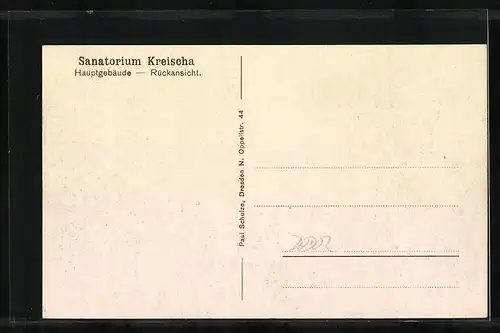 Sanatorium Kreischa
Hauptgebäude — Rückansicht.
Paul Schulze, Dresden N. Oppellstr. 44